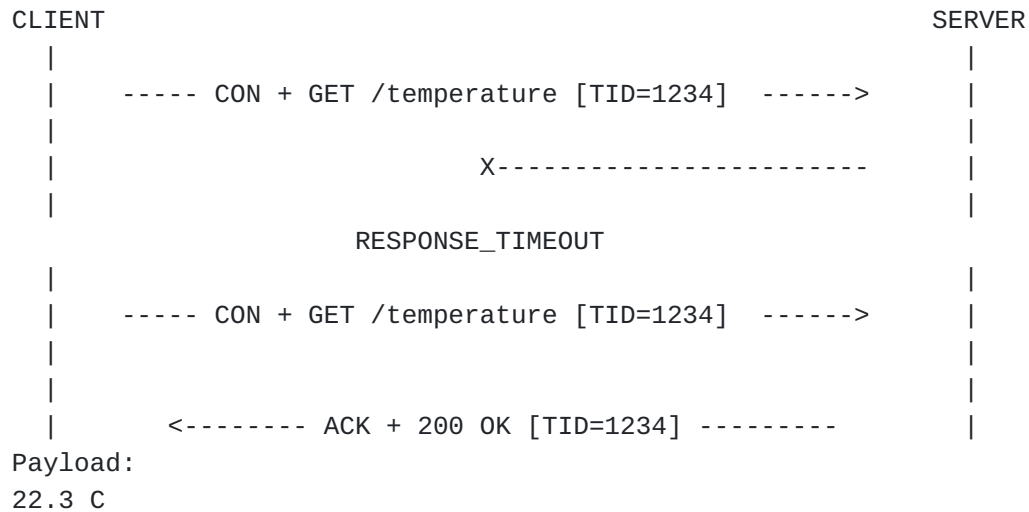 CLIENT                                                     SERVER
  |                                                          |
  |    ----- CON + GET /temperature [TID=1234]  ------>      |
  |                                                          |
  |                           X------------------------      |
  |                                                          |
                      RESPONSE_TIMEOUT
  |                                                          |
  |    ----- CON + GET /temperature [TID=1234]  ------>      |
  |                                                          |
  |                                                          |
  |       <-------- ACK + 200 OK [TID=1234] ---------        |
Payload:
22.3 C